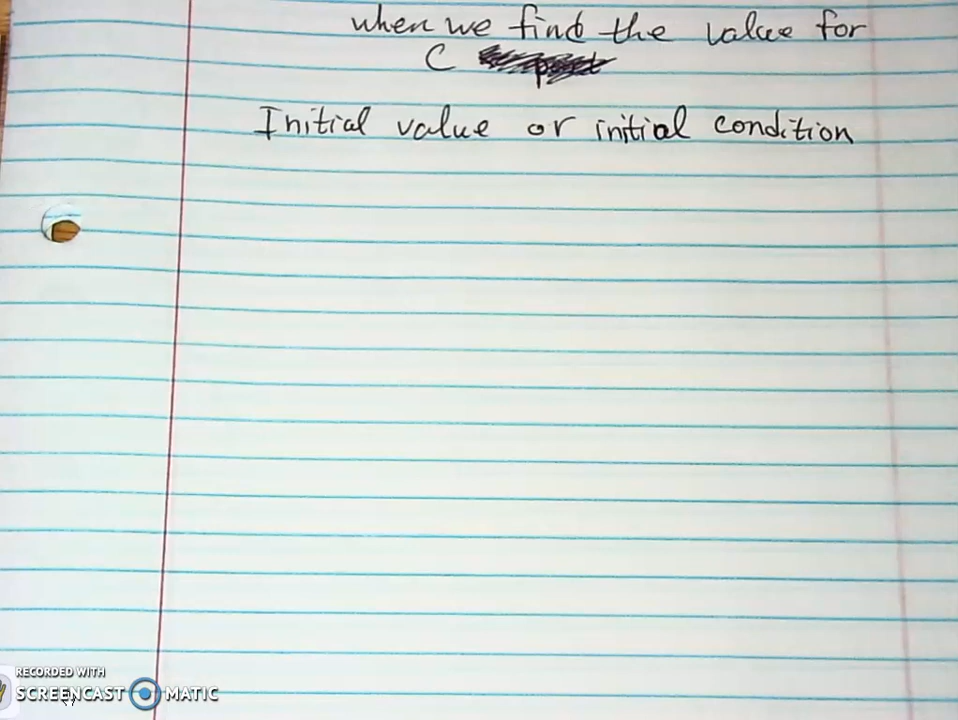 when we find the value for
C
Initial value or initial condition
RECORDED WITH
SCREENCAST MATIC